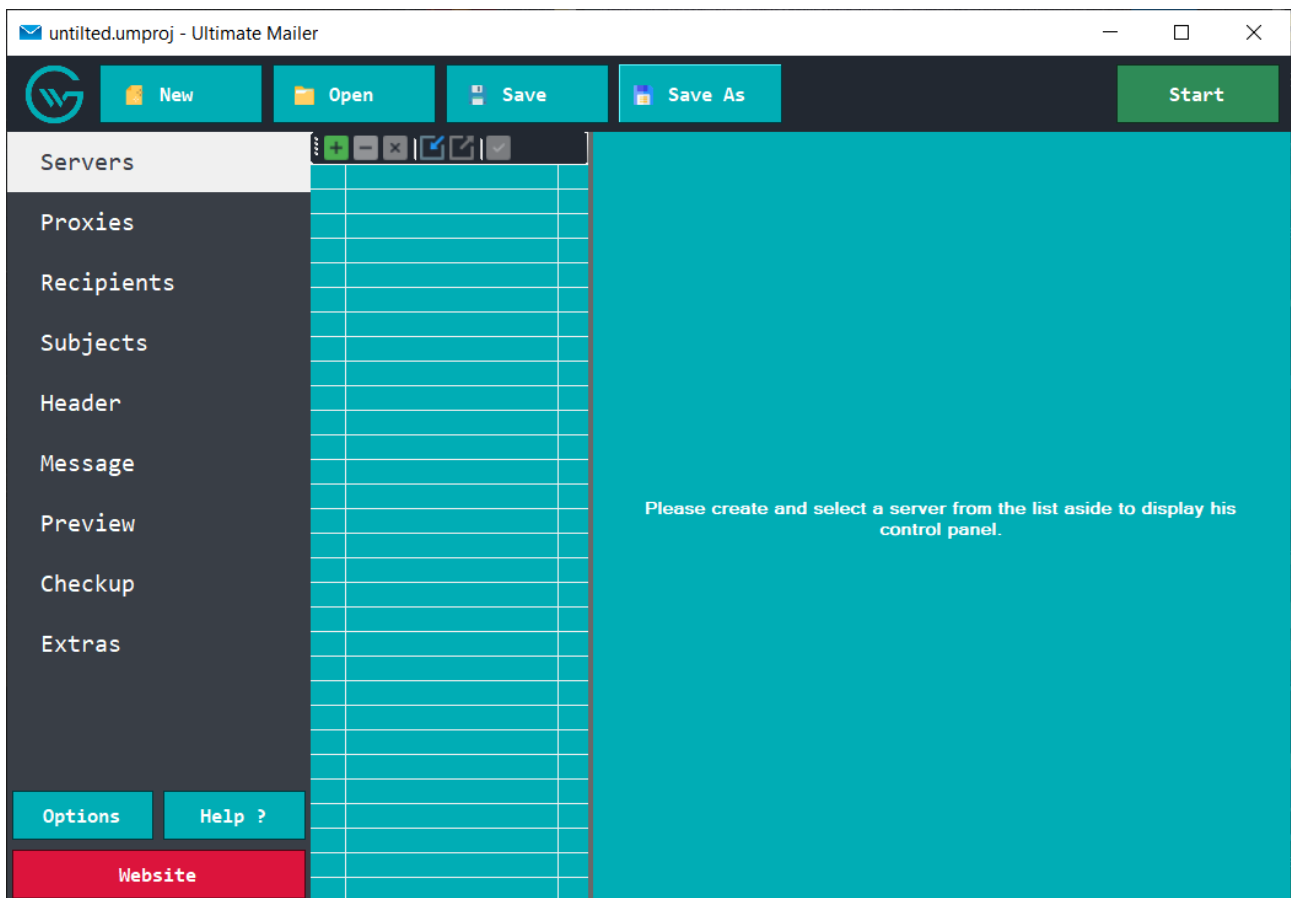 untilted.umproj - Ultimate Mailer
New
Open
Save
Save As
Start
Servers
Proxies
Recipients
Subjects
Header
Message
Preview
Checkup
Extras
Please create and select a server from the list aside to display his
control panel.
Options
Help ?
Website